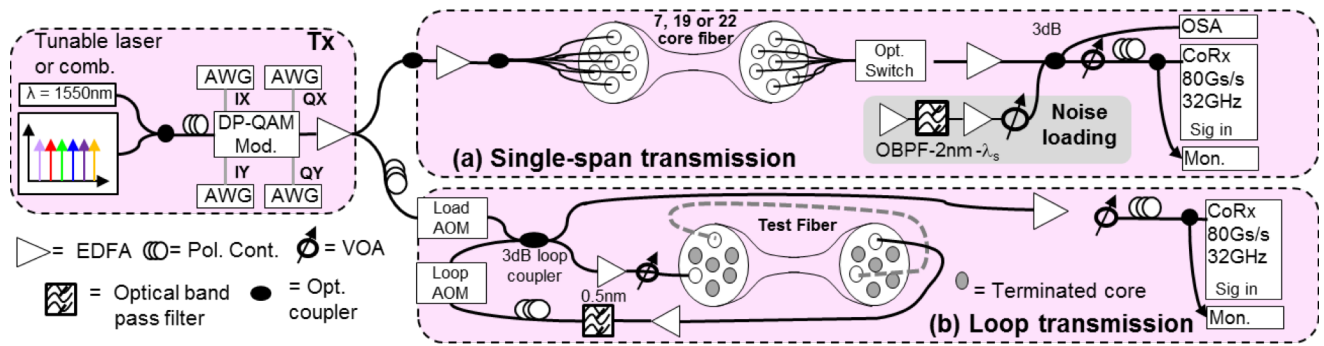 Tunable laser
or comb.
Tx
λ = 1550nm
AWG
AWG
IX
QX
DP-QAM
Mod.
IY
QY
AWG
AWG
7, 19 or 22
core fiber
Opt.
Switch
3dB
OSA
CoRx
80Gs/s
32GHz
Sig in
Mon.
Noise
loading
OBPF-2nm -λs
(a) Single-span transmission
Load
AOM
3dB loop
coupler
Loop
AOM
Test Fiber
0.5nm
= Terminated core
CoRx
80Gs/s
32GHz
Sig in
Mon.
(b) Loop transmission
= EDFA
= Pol. Cont.
= VOA
= Optical band
pass filter
= Opt.
coupler